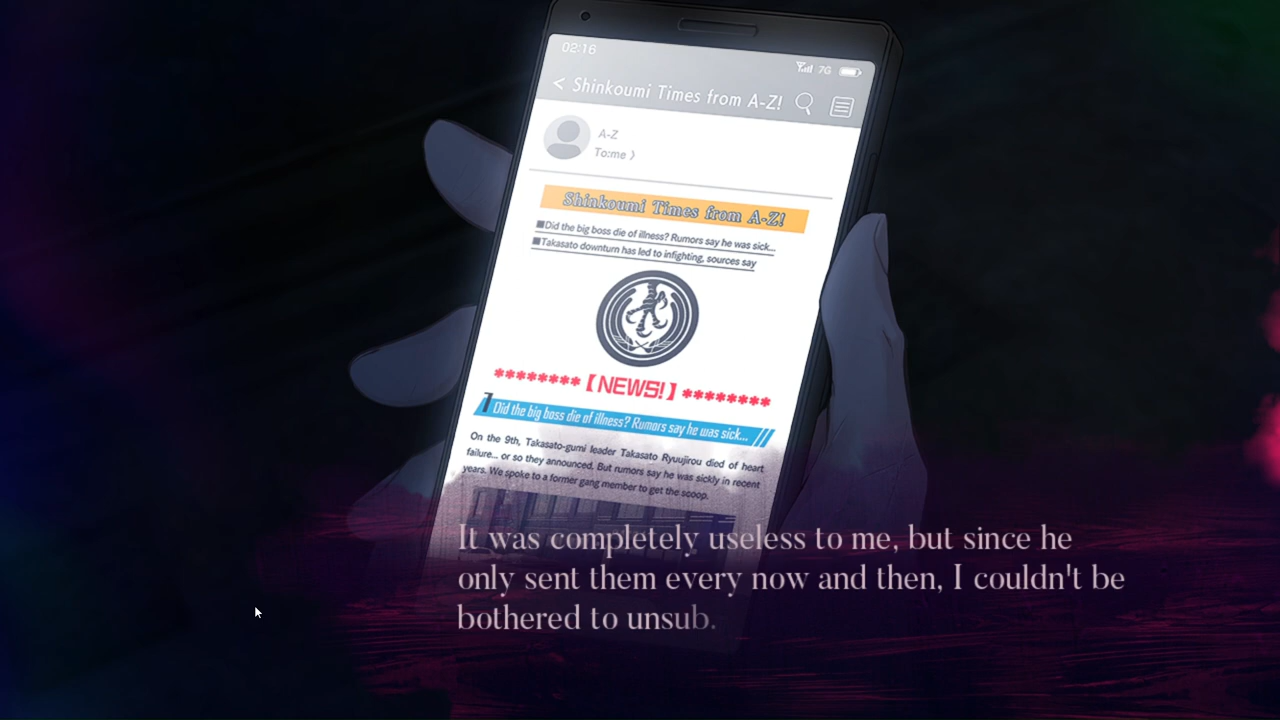 02:16
7G
< Shinkoumi Times from A-Z!
A-Z
To:me 〉
Shinkoumi Times from A-Z!
■Did the big boss die of illness? Rumors say he was sick...
■Takasato downturn has led to infighting, sources say
******** 【NEWS!】 ********
1 Did the big boss die of illness? Rumors say he was sick...
On the 9th, Takasato-gumi leader Takasato Ryuujirou died of heart
failure... or so they announced. But rumors say he was sickly in recent
years. We spoke to a former gang member to get the scoop.
It was completely useless to me, but since he
only sent them every now and then, I couldn't be
bothered to unsub.